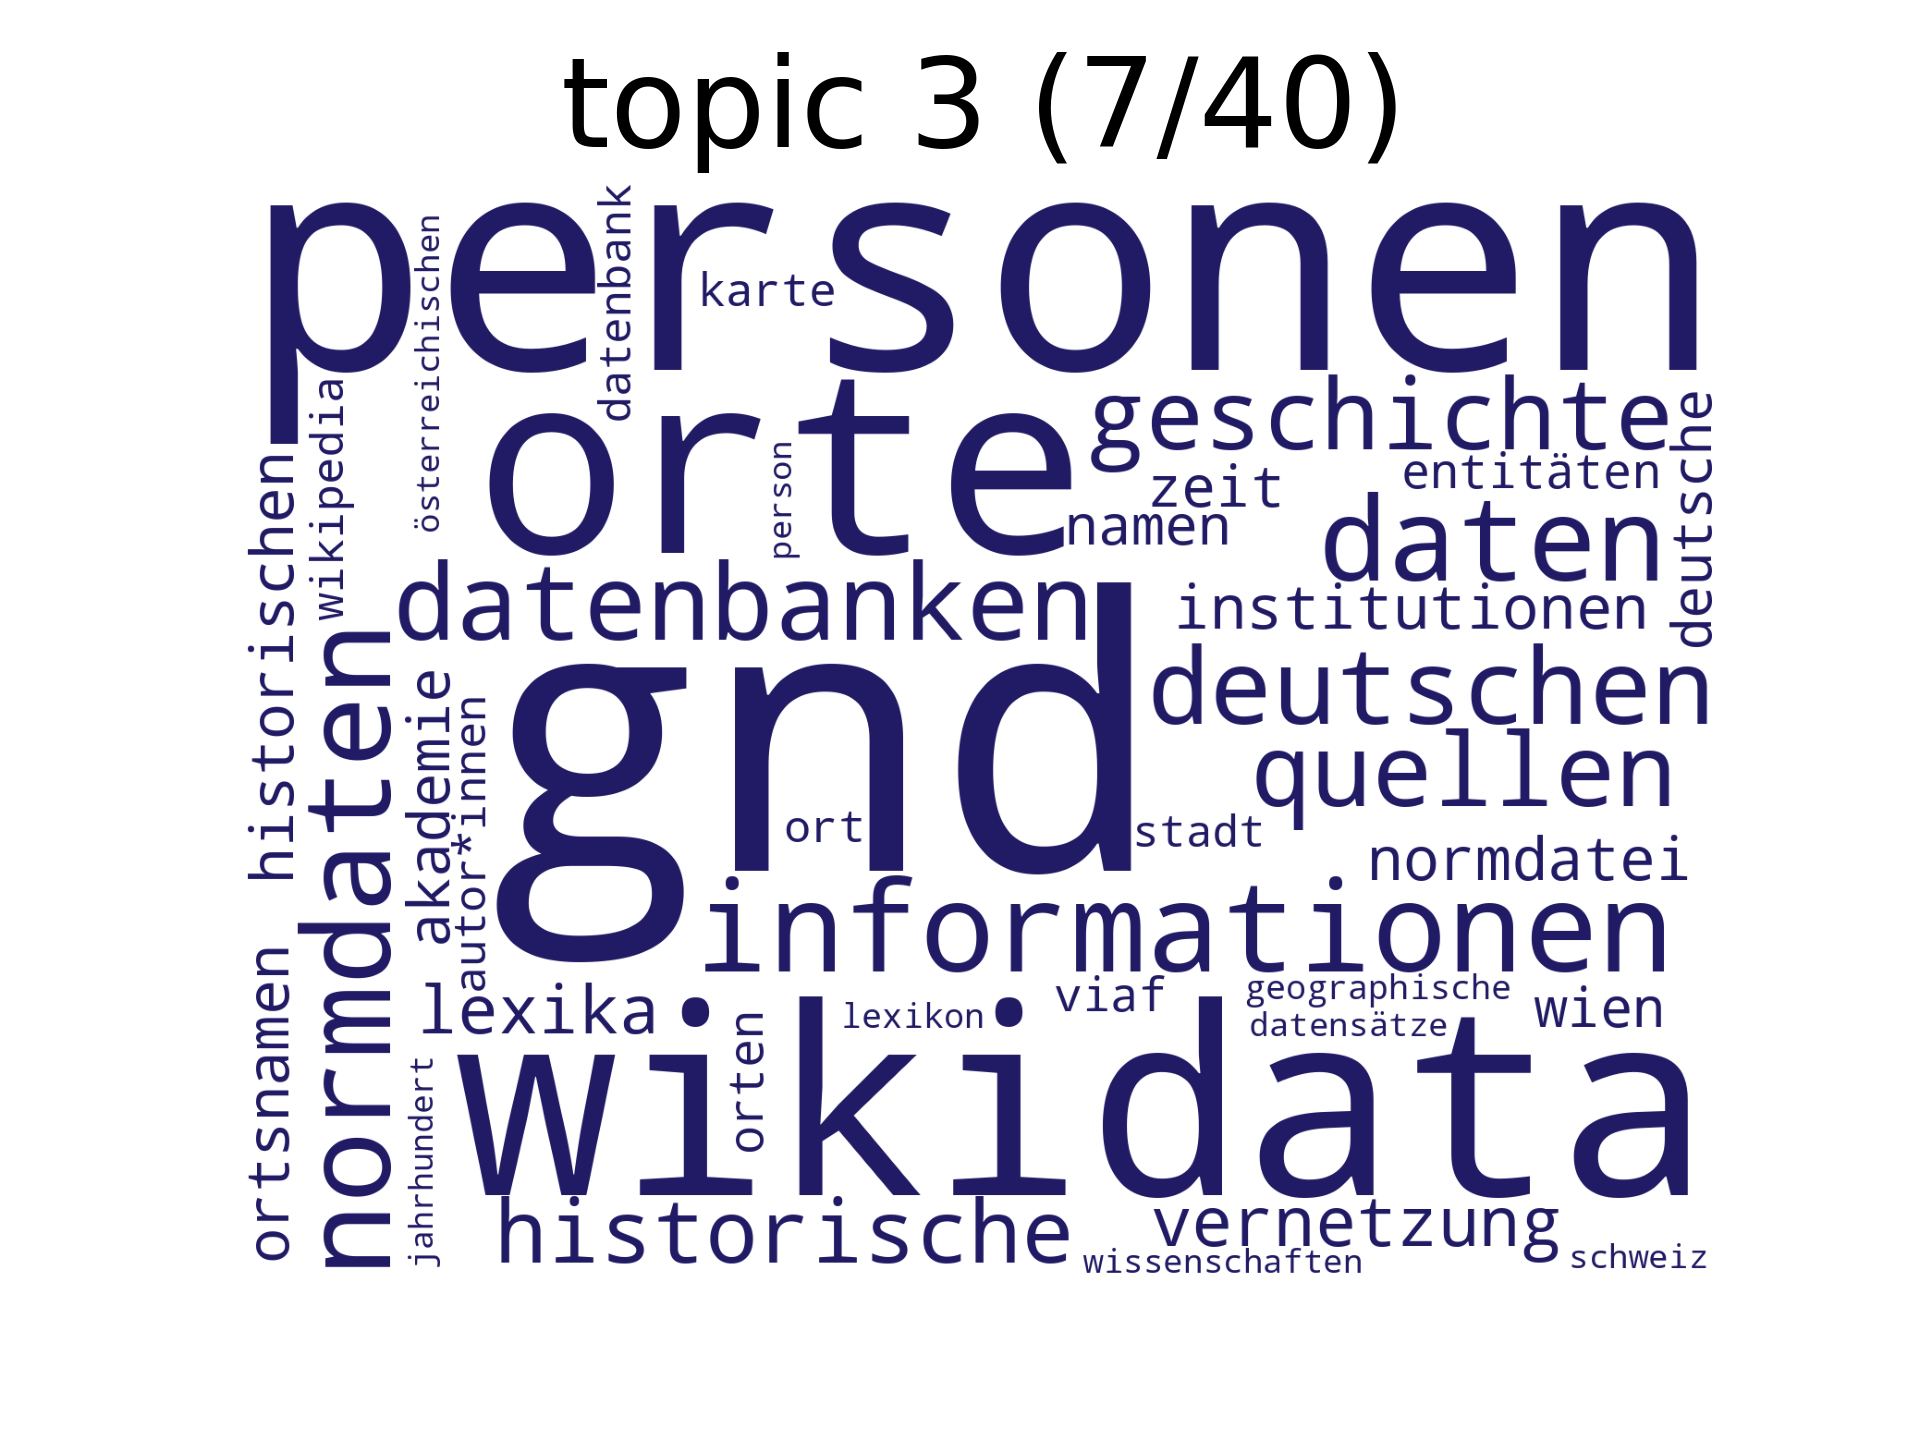 topic 3 (7/40)
personen
österreichischen
datenbank
karte
orte
geschichte
wikipedia
person
zeit
entitäten
deutsche
namen
daten
historischen
datenbanken
institutionen
gnd
deutschen
normdaten
akademie
autor*innen
quellen
ort
stadt
normdatei
informationen
ortsnamen
lexika
viaf
geographische
lexikon
datensätze
wien
orten
jahrhundert
wikidata
historische
vernetzung
wissenschaften
schweiz